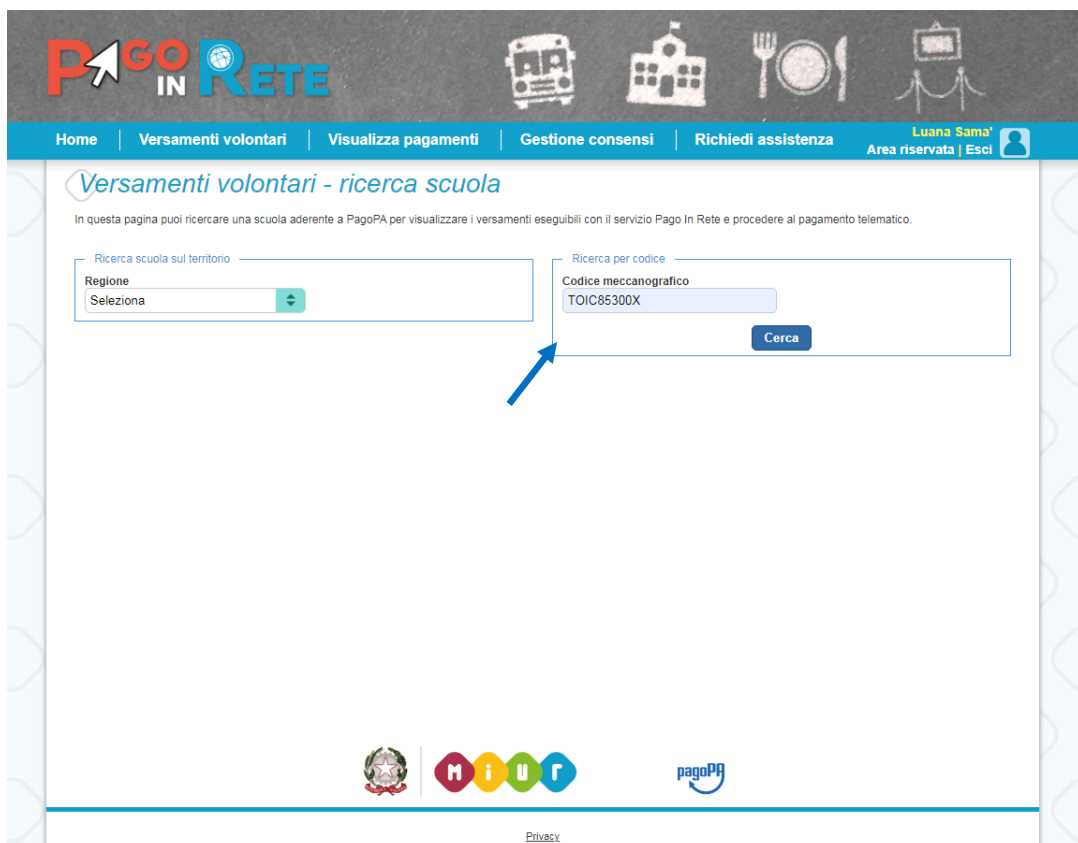 PAGO IN RETE
Home | Versamenti volontari | Visualizza pagamenti | Gestione consensi | Richiedi assistenza
Luana Sama'
Area riservata | Esci
Versamenti volontari - ricerca scuola
In questa pagina puoi ricercare una scuola aderente a PagoPA per visualizzare i versamenti eseguibili con il servizio Pago In Rete e procedere al pagamento telematico.
Ricerca scuola sul territorio
Regione
Seleziona
Ricerca per codice
Codice meccanografico
TOIC85300X
Cerca
MiUr
pagoPA
Privacy